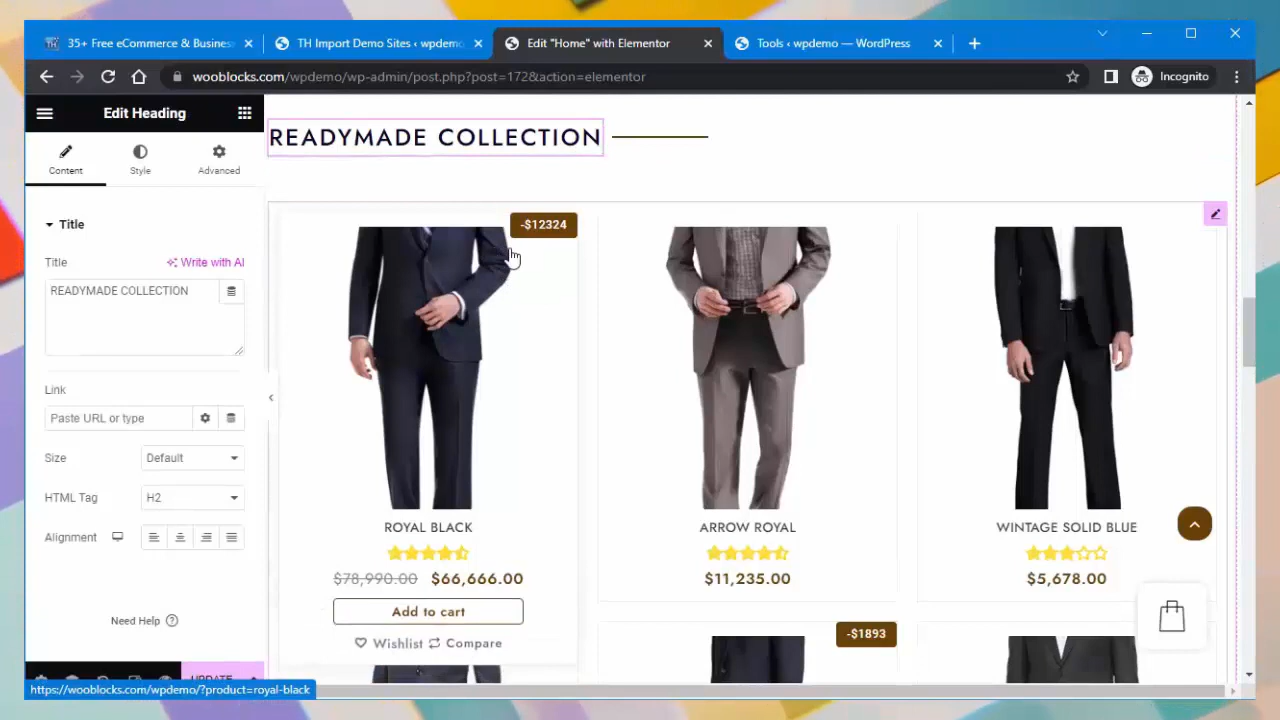 35+ Free eCommerce & Busines
TH Import Demo Sites ‹ wpdemo
Edit "Home" with Elementor
Tools ‹ wpdemo — WordPress
wooblocks.com/wpdemo/wp-admin/post.php?post=172&action=elementor
Incognito
Edit Heading
Content
Style
Advanced
Title
Title
Write with AI
READYMADE COLLECTION
Link
Paste URL or type
Size
Default
HTML Tag
H2
Alignment
Need Help
UPDATE
https://wooblocks.com/wpdemo/?product=royal-black
READYMADE COLLECTION
-$12324
ROYAL BLACK
$78,990.00 $66,666.00
Add to cart
Wishlist Compare
ARROW ROYAL
$11,235.00
WINTAGE SOLID BLUE
$5,678.00
-$1893